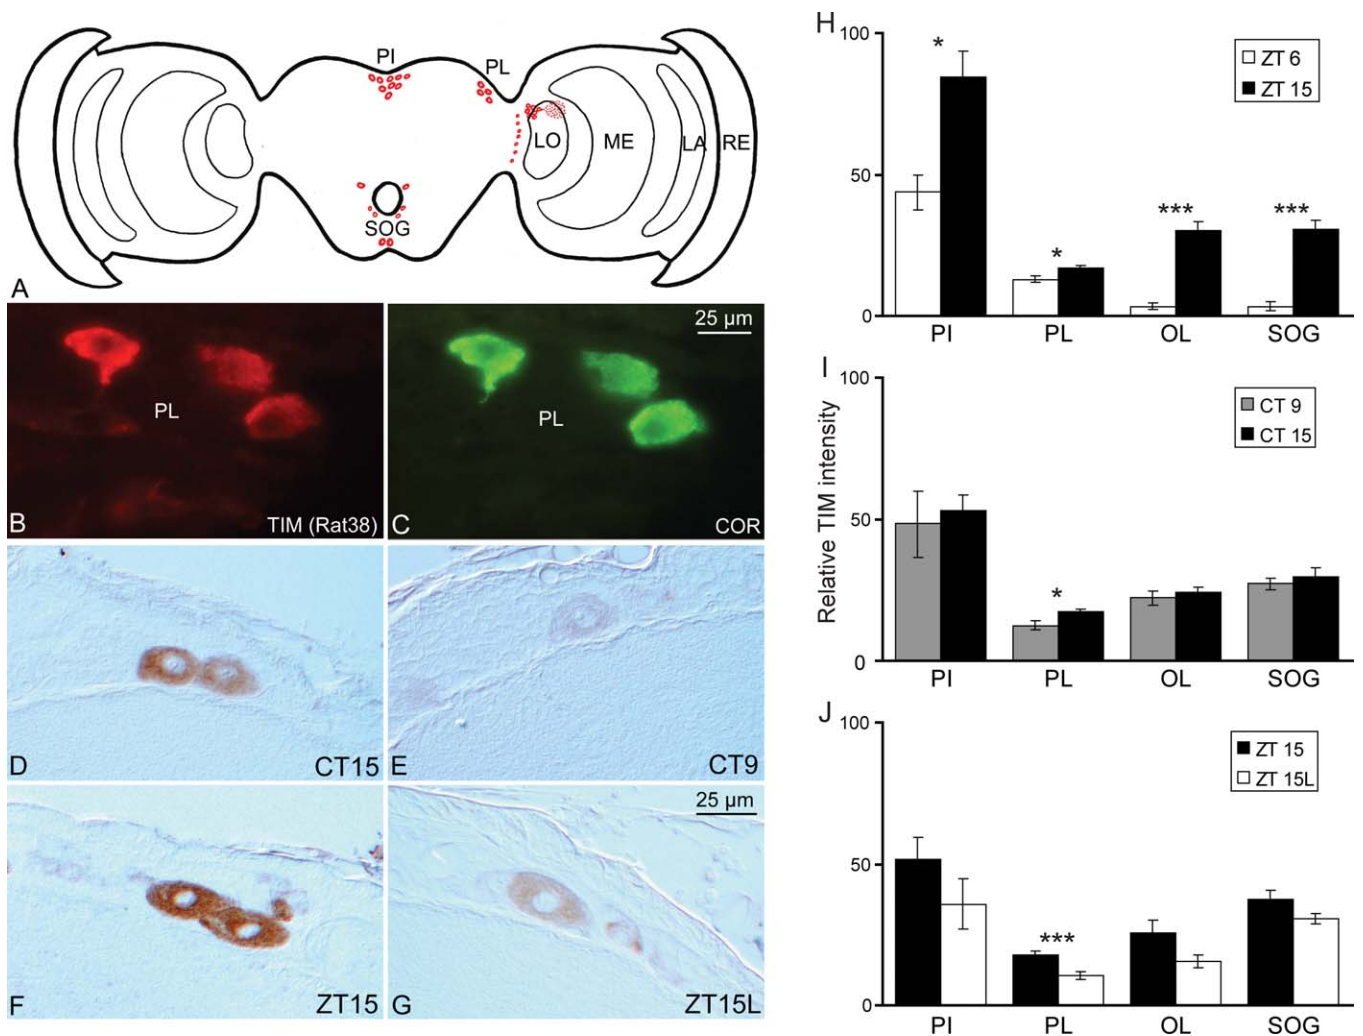 A
PI
PL
LO
ME
LA
RE
SOG
B
PL
TIM (Rat38)
C
PL
25 µm
COR
D
CT15
E
CT9
F
ZT15
G
25 µm
ZT15L
H
100
50
0
*
*
***
***
ZT 6
ZT 15
PI PL OL SOG
Relative TIM intensity
I
100
50
0
*
CT 9
CT 15
PI PL OL SOG
J
100
50
0
***
ZT 15
ZT 15L
PI PL OL SOG